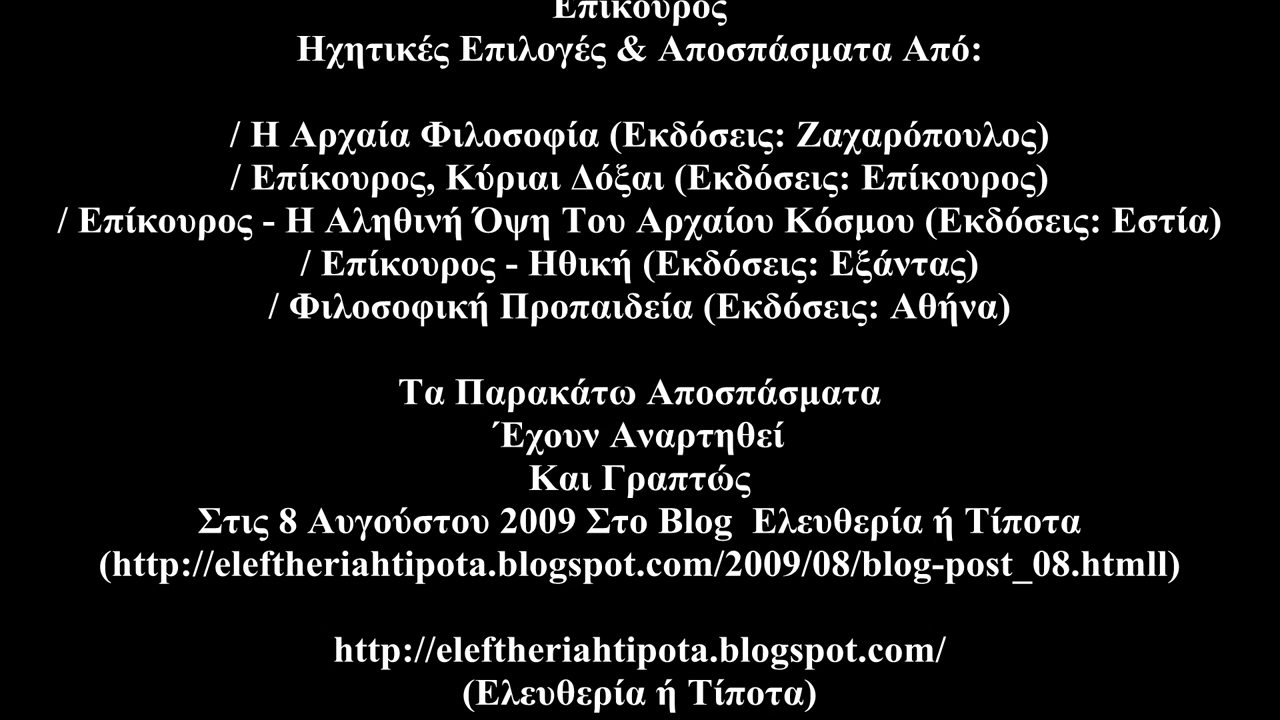 Επίκουρος
Ηχητικές Επιλογές & Αποσπάσματα Από:
/ Η Αρχαία Φιλοσοφία (Εκδόσεις: Ζαχαρόπουλος)
/ Επίκουρος, Κύριαι Δόξαι (Εκδόσεις: Επίκουρος)
/ Επίκουρος - Η Αληθινή Όψη Του Αρχαίου Κόσμου (Εκδόσεις: Εστία)
/ Επίκουρος - Ηθική (Εκδόσεις: Εξάντας)
/ Φιλοσοφική Προπαιδεία (Εκδόσεις: Αθήνα)
Τα Παρακάτω Αποσπάσματα
Έχουν Αναρτηθεί
Και Γραπτώς
Στις 8 Αυγούστου 2009 Στο Blog  Ελευθερία ή Τίποτα
(http://eleftheriahtipota.blogspot.com/2009/08/blog-post_08.htmll)
http://eleftheriahtipota.blogspot.com/
(Ελευθερία ή Τίποτα)